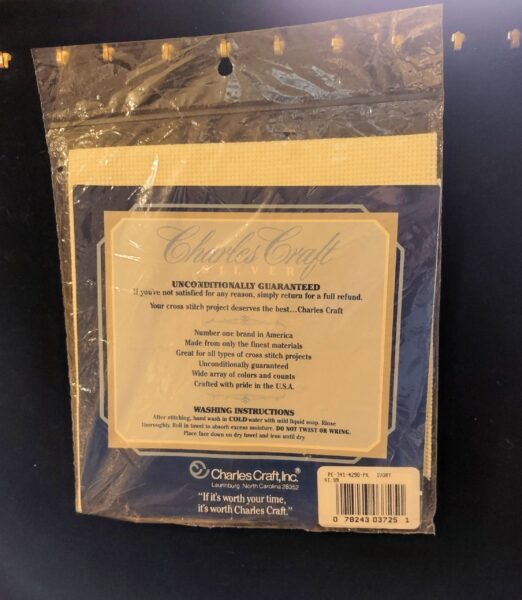 Charles Craft
SILVER
UNCONDITIONALLY GUARANTEED
If you've not satisfied for any reason, simply return for a full refund.
Your cross stitch project deserves the best...Charles Craft
Number one brand in America
Made from only the finest materials
Great for all types of cross stitch projects
Unconditionally guaranteed
Wide array of colors and counts
Crafted with pride in the U.S.A.
WASHING INSTRUCTIONS
After stitching, hand wash in COLD water with mild liquid soap. Rinse
thoroughly. Roll in towel to absorb excess moisture. DO NOT TWIST OR WRING.
Place face down on dry towel and iron until dry.
Charles Craft, Inc.®
Laurinburg, North Carolina 28352
"If it's worth your time,
it's worth Charles Craft."
IVORY
0 78243 03725 1